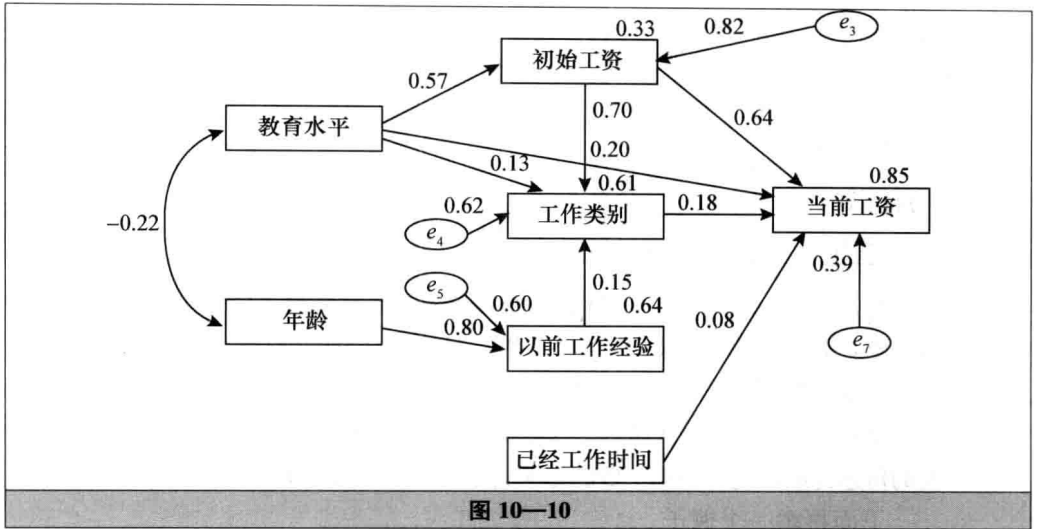 0.33
0.82
e3
初始工资
0.57
0.70
0.64
教育水平
0.13
0.20
0.61
0.85
−0.22
0.62
工作类别
0.18
当前工资
e4
e5
0.60
0.15
0.64
0.39
年龄
0.80
以前工作经验
0.08
e7
已经工作时间
图 10—10